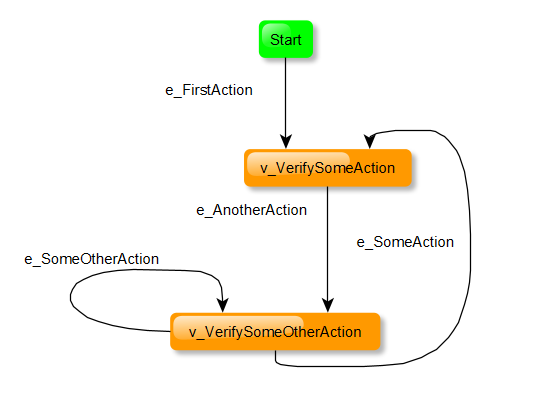 Start
e_FirstAction
v_VerifySomeAction
e_AnotherAction
e_SomeAction
e_SomeOtherAction
v_VerifySomeOtherAction